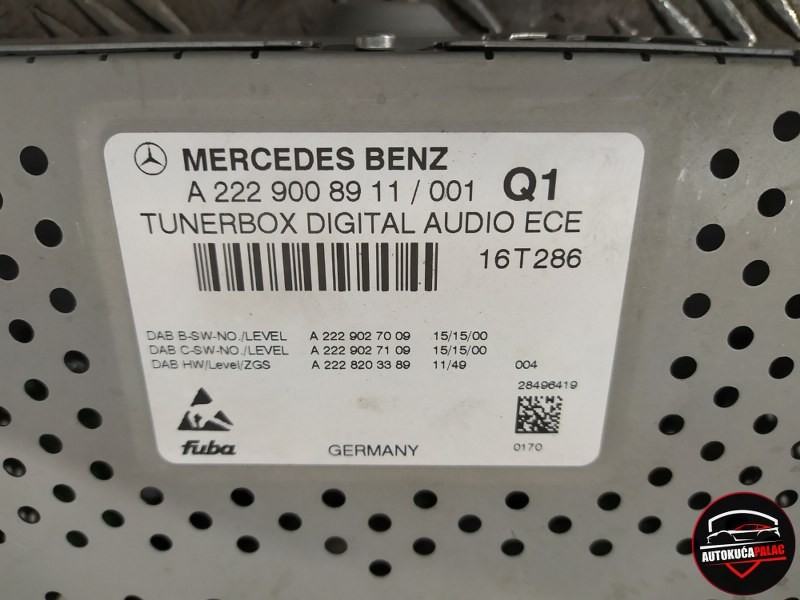 MERCEDES BENZ
A 222 900 89 11 / 001 Q1
TUNERBOX DIGITAL AUDIO ECE
16T286
DAB B-SW-NO./LEVEL A 222 902 70 09 15/15/00
DAB C-SW-NO./LEVEL A 222 902 71 09 15/15/00
DAB HW/Level/ZGS A 222 820 33 89 11/49 004
28496419
fuba GERMANY 0170
AUTOKUĆAPALAC